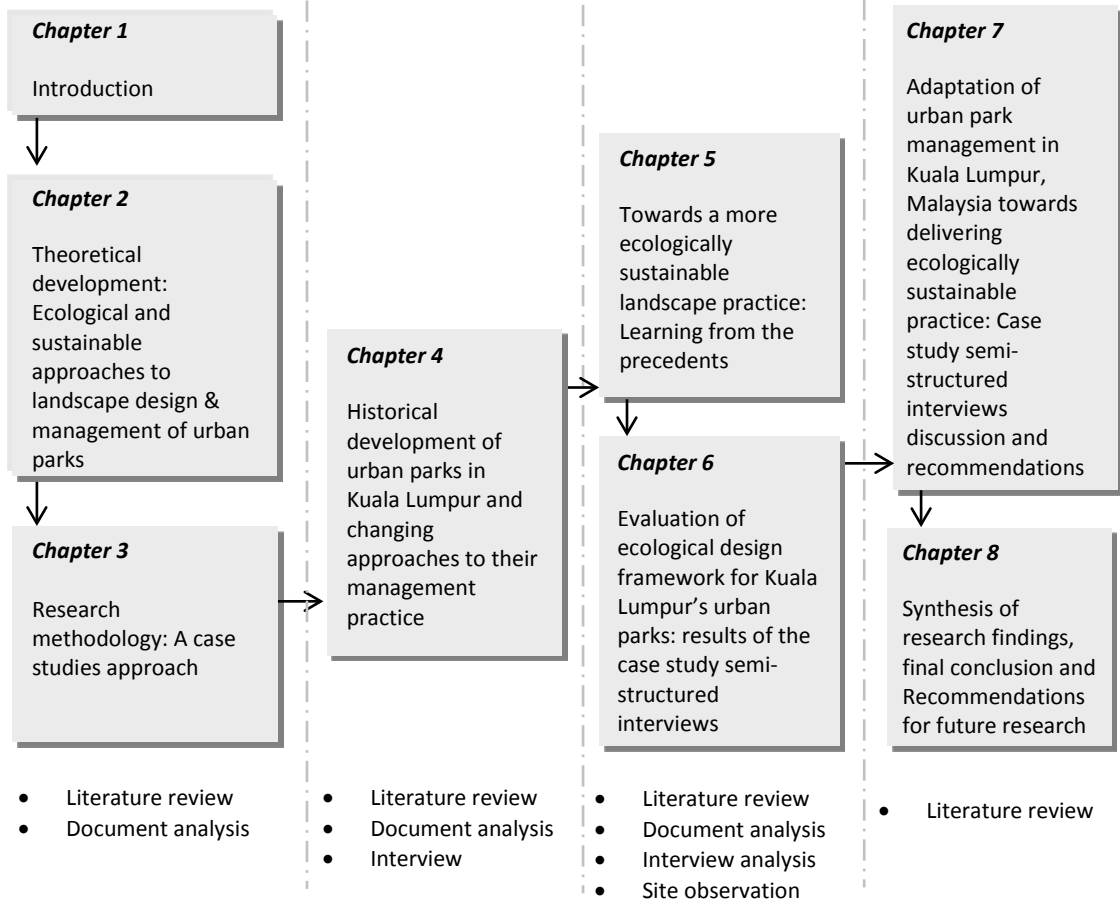 Chapter 1
Introduction
Chapter 2
Theoretical
development:
Ecological and
sustainable
approaches to
landscape design &
management of urban
parks
Chapter 3
Research
methodology: A case
studies approach
• Literature review
• Document analysis
Chapter 4
Historical
development of
urban parks in
Kuala Lumpur and
changing
approaches to their
management
practice
• Literature review
• Document analysis
• Interview
Chapter 5
Towards a more
ecologically
sustainable
landscape practice:
Learning from the
precedents
Chapter 6
Evaluation of
ecological design
framework for Kuala
Lumpur’s urban
parks: results of the
case study semi-
structured
interviews
• Literature review
• Document analysis
• Interview analysis
• Site observation
Chapter 7
Adaptation of
urban park
management in
Kuala Lumpur,
Malaysia towards
delivering
ecologically
sustainable
practice: Case
study semi-
structured
interviews
discussion and
recommendations
Chapter 8
Synthesis of
research findings,
final conclusion and
Recommendations
for future research
• Literature review